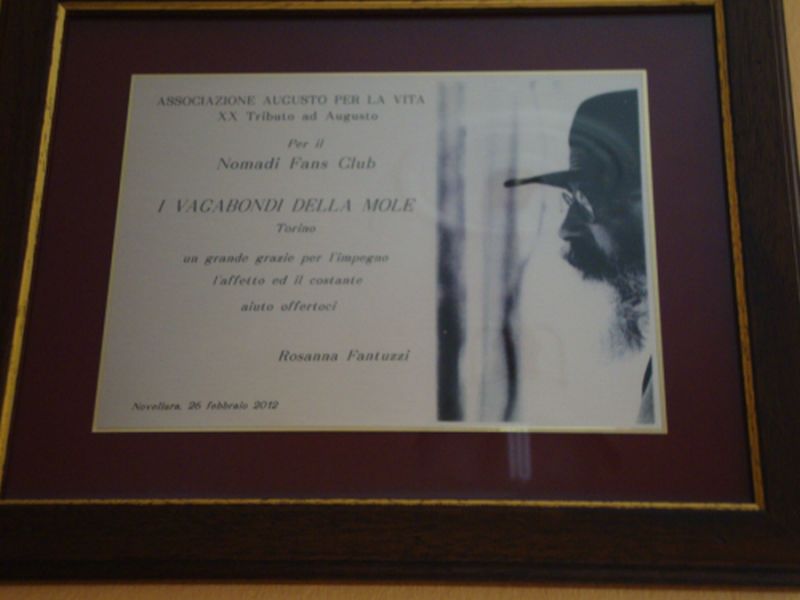 ASSOCIAZIONE AUGUSTO PER LA VITA
XX Tributo ad Augusto
Per il
Nomadi Fans Club
I VAGABONDI DELLA MOLE
Torino
un grande grazie per l'impegno
l'affetto ed il costante
aiuto offertoci
Rosanna Fantuzzi
Novellara, 26 febbraio 2012